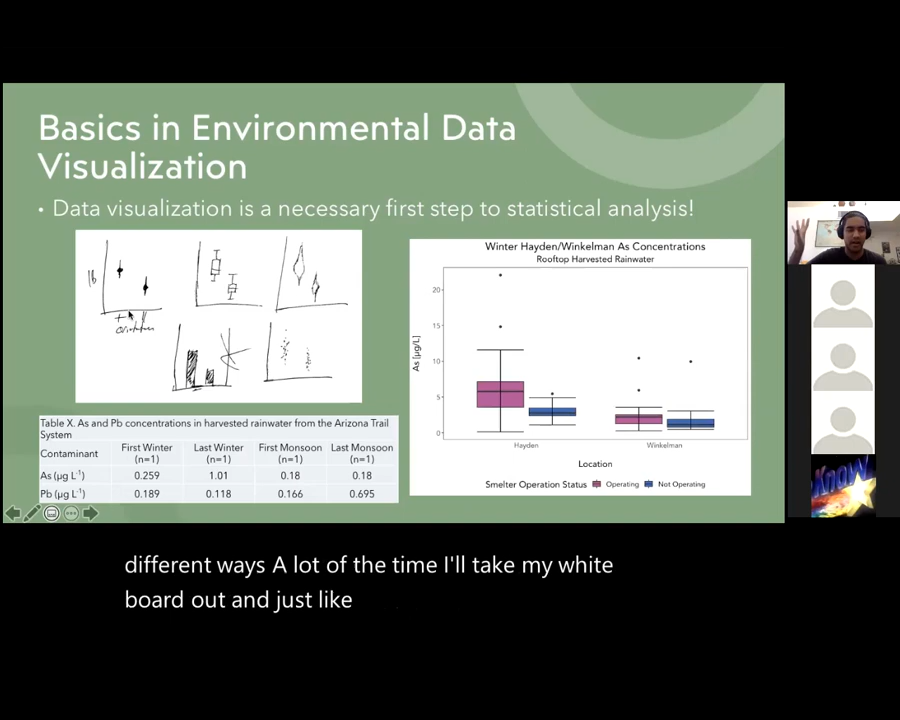 Basics in Environmental Data
Visualization
• Data visualization is a necessary first step to statistical analysis!
Pb
Winter Hayden/Winkelman As Concentrations
Rooftop Harvested Rainwater
As [µg/L]
20
15
10
5
0
Hayden Winkelman
Location
Smelter Operation Status Operating Not Operating
Table X. As and Pb concentrations in harvested rainwater from the Arizona Trail
System
Contaminant First Winter (n=1) Last Winter (n=1) First Monsoon (n=1) Last Monsoon (n=1)
As (µg L-1) 0.259 1.01 0.18 0.18
Pb (µg L-1) 0.189 0.118 0.166 0.695
Know
different ways A lot of the time I'll take my white
board out and just like